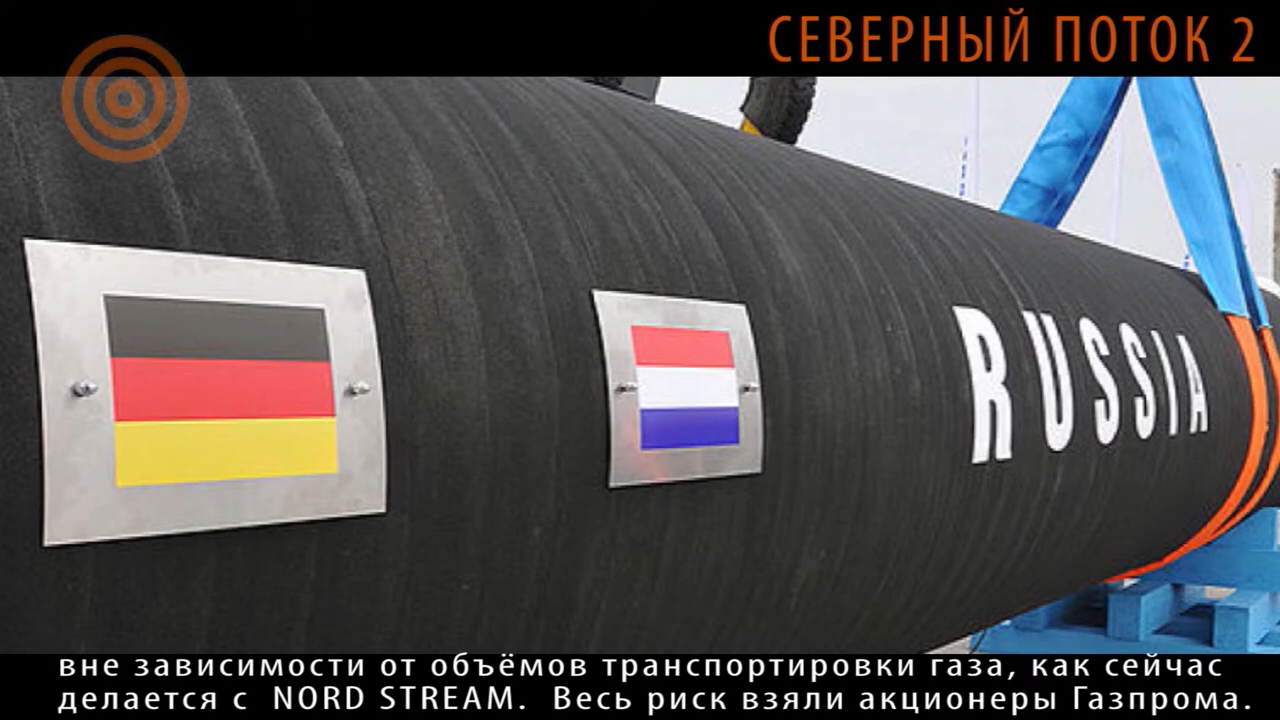 СЕВЕРНЫЙ ПОТОК 2
RUSSIA
вне зависимости от объёмов транспортировки газа, как сейчас
делается с NORD STREAM. Весь риск взяли акционеры Газпрома.